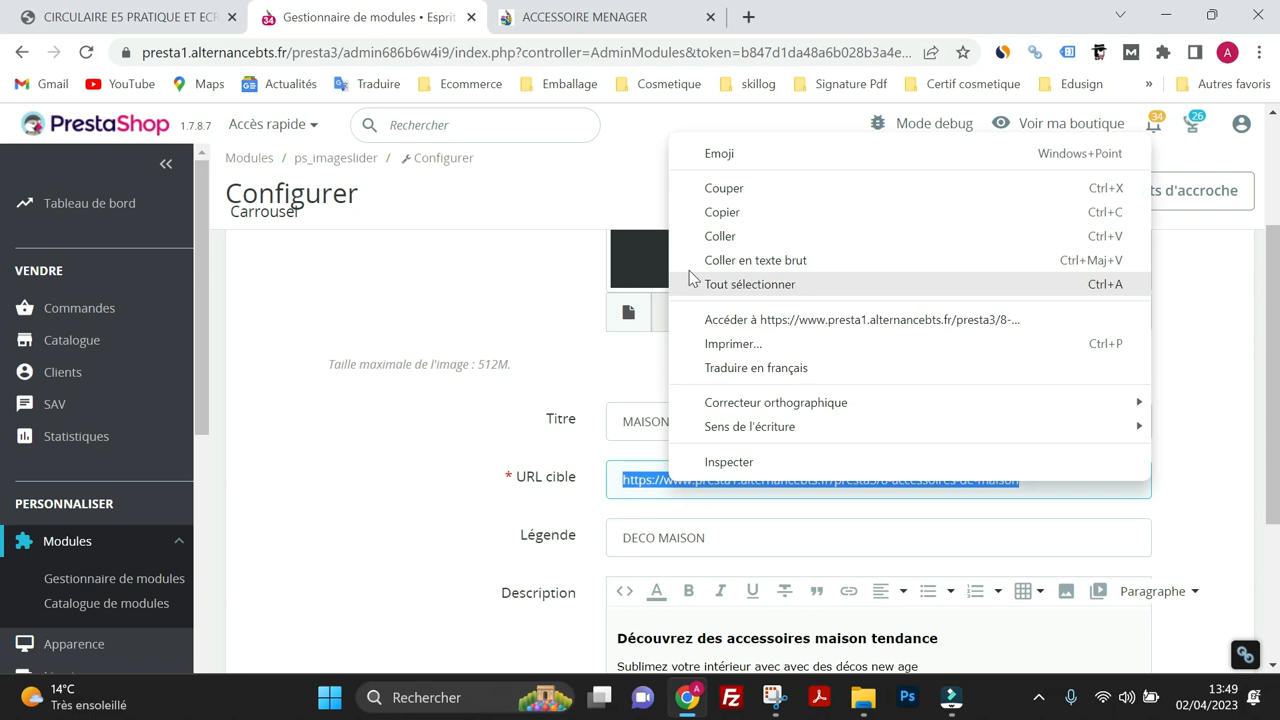 CIRCULAIRE E5 PRATIQUE ET ECR
Gestionnaire de modules • Esprit
ACCESSOIRE MENAGER
presta1.alternancebts.fr/presta3/admin686b6w4i9/index.php?controller=AdminModules&token=b847d1da48a6b028b3a4e...
Gmail YouTube Maps Actualités Traduire Ecommerce Emballage Cosmetique skillog Signature Pdf Certif cosmetique Edusign » Autres favoris
PrestaShop 1.7.8.7 Accès rapide Rechercher Mode debug Voir ma boutique 34 26
Modules / ps_imageslider / Configurer
Configurer
Carrousel
ts d'accroche
Tableau de bord
VENDRE
Commandes
Catalogue
Clients
SAV
Statistiques
PERSONNALISER
Modules
Gestionnaire de modules
Catalogue de modules
Apparence
Emoji Windows+Point
Couper Ctrl+X
Copier Ctrl+C
Coller Ctrl+V
Coller en texte brut Ctrl+Maj+V
Tout sélectionner Ctrl+A
Accéder à https://www.presta1.alternancebts.fr/presta3/8-...
Imprimer... Ctrl+P
Traduire en français
Correcteur orthographique
Sens de l'écriture
Inspecter
Taille maximale de l'image : 512M.
Titre MAISON
* URL cible https://www.presta1.alternancebts.fr/presta3/8-accessoires-de-maison
Légende DECO MAISON
Description
Paragraphe
Découvrez des accessoires maison tendance
Sublimez votre intérieur avec avec des décos new age
14°C
Très ensoleillé
Rechercher
13:49
02/04/2023